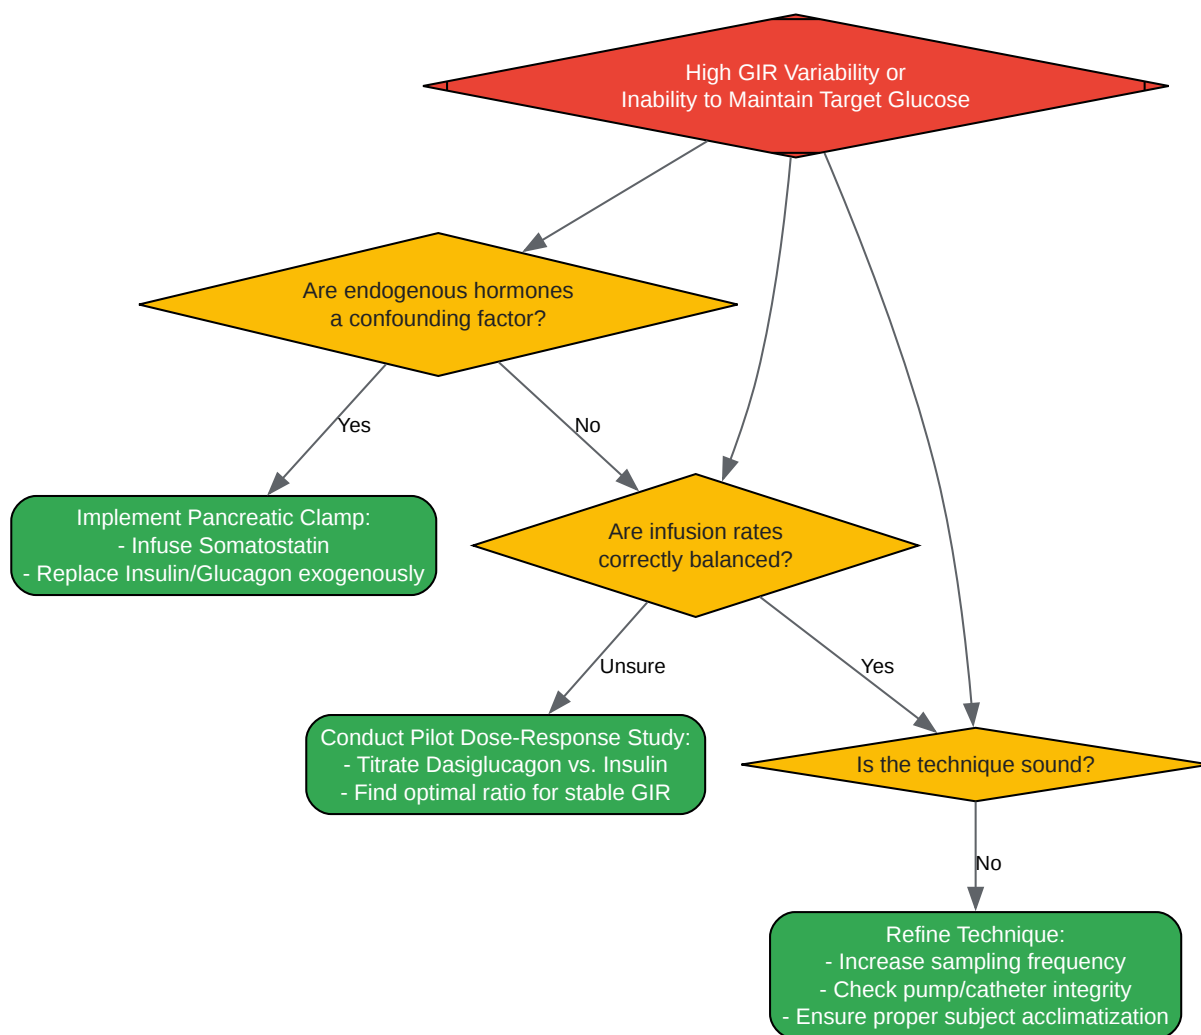 High GIR Variability or
Inability to Maintain Target Glucose
Are endogenous hormones
a confounding factor?
Yes
No
Implement Pancreatic Clamp:
- Infuse Somatostatin
- Replace Insulin/Glucagon exogenously
Are infusion rates
correctly balanced?
Unsure
Yes
Conduct Pilot Dose-Response Study:
- Titrate Dasiglucagon vs. Insulin
- Find optimal ratio for stable GIR
Is the technique sound?
No
Refine Technique:
- Increase sampling frequency
- Check pump/catheter integrity
- Ensure proper subject acclimatization